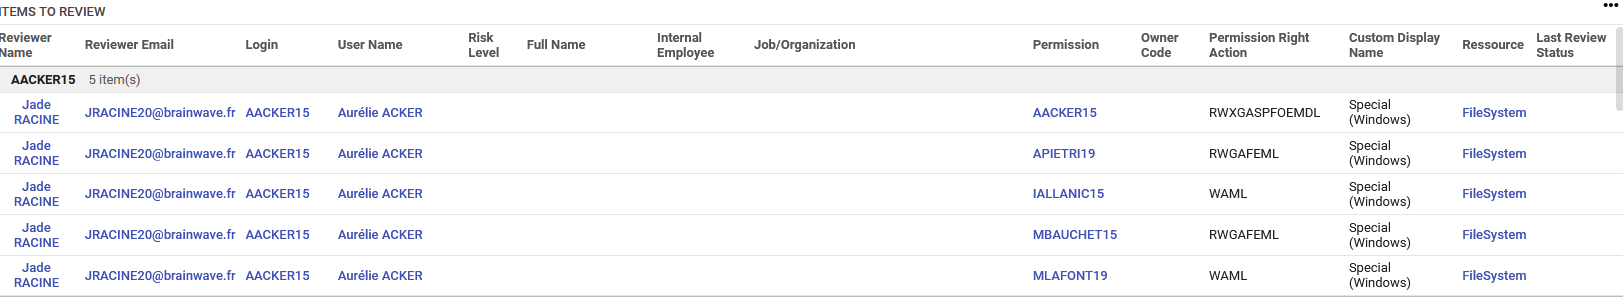 ITEMS TO REVIEW
Reviewer Name Reviewer Email Login User Name Risk Level Full Name Internal Employee Job/Organization Permission Owner Code Permission Right Action Custom Display Name Ressource Last Review Status
AACKER15 5 item(s)
Jade RACINE JRACINE20@brainwave.fr AACKER15 Aurélie ACKER AACKER15 RWXGASPFOEMDL Special (Windows) FileSystem
Jade RACINE JRACINE20@brainwave.fr AACKER15 Aurélie ACKER APIETRI19 RWGAFEML Special (Windows) FileSystem
Jade RACINE JRACINE20@brainwave.fr AACKER15 Aurélie ACKER IALLANIC15 WAML Special (Windows) FileSystem
Jade RACINE JRACINE20@brainwave.fr AACKER15 Aurélie ACKER MBAUCHET15 RWGAFEML Special (Windows) FileSystem
Jade RACINE JRACINE20@brainwave.fr AACKER15 Aurélie ACKER MLAFONT19 WAML Special (Windows) FileSystem